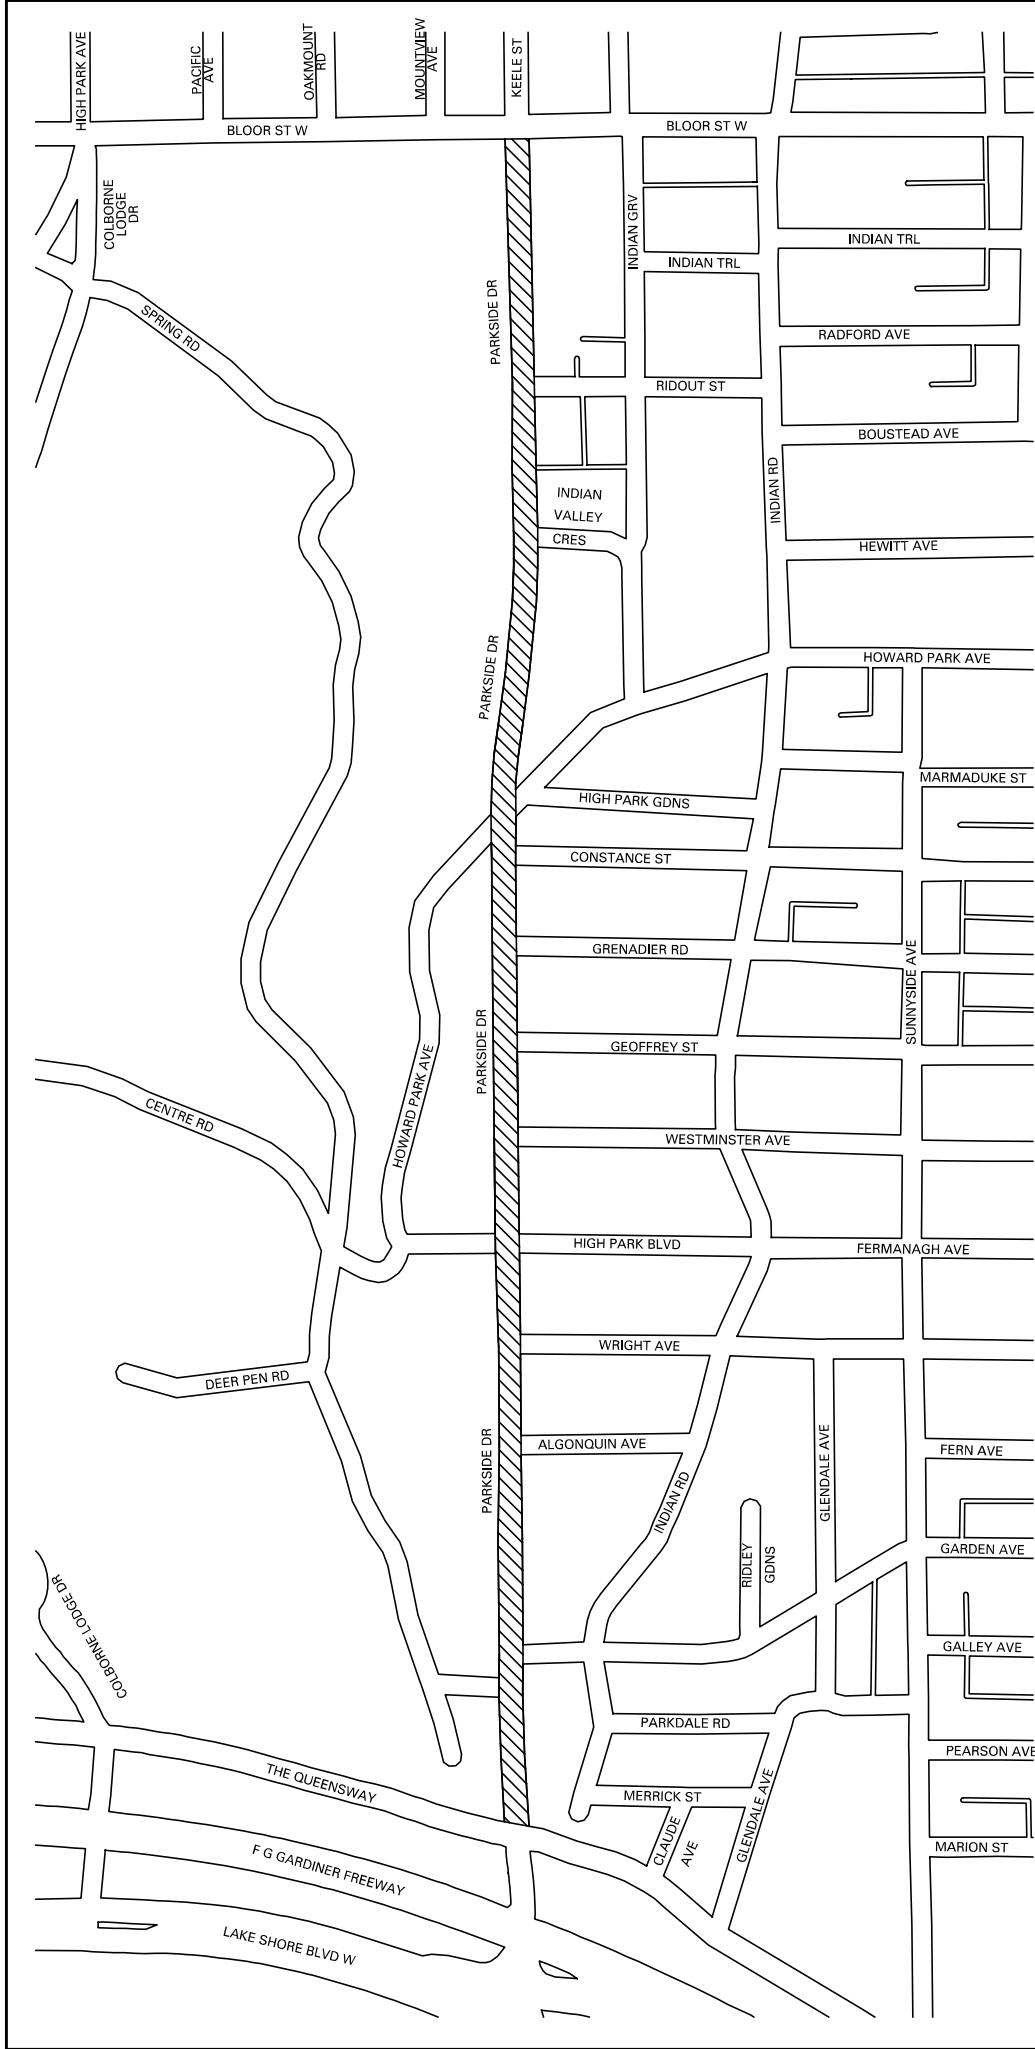 HIGH PARK AVE
PACIFIC
AVE
OAKMOUNT
RD
MOUNTVIEW
AVE
KEELE ST
BLOOR ST W
BLOOR ST W
COLBORNE
LODGE
DR
INDIAN GRV
INDIAN TRL
INDIAN TRL
SPRING RD
PARKSIDE DR
RADFORD AVE
RIDOUT ST
BOUSTEAD AVE
INDIAN RD
INDIAN
VALLEY
CRES
HEWITT AVE
PARKSIDE DR
HOWARD PARK AVE
MARMADUKE ST
HIGH PARK GDNS
CONSTANCE ST
GRENADIER RD
SUNNYSIDE AVE
PARKSIDE DR
GEOFFREY ST
HOWARD PARK AVE
CENTRE RD
WESTMINSTER AVE
HIGH PARK BLVD
FERMANAGH AVE
WRIGHT AVE
DEER PEN RD
PARKSIDE DR
ALGONQUIN AVE
GLENDALE AVE
FERN AVE
INDIAN RD
RIDLEY
GDNS
GARDEN AVE
COLBORNE LODGE DR
GALLEY AVE
PARKDALE RD
PEARSON AVE
THE QUEENSWAY
MERRICK ST
GLENDALE AVE
CLAUDE
AVE
MARION ST
F G GARDINER FREEWAY
LAKE SHORE BLVD W